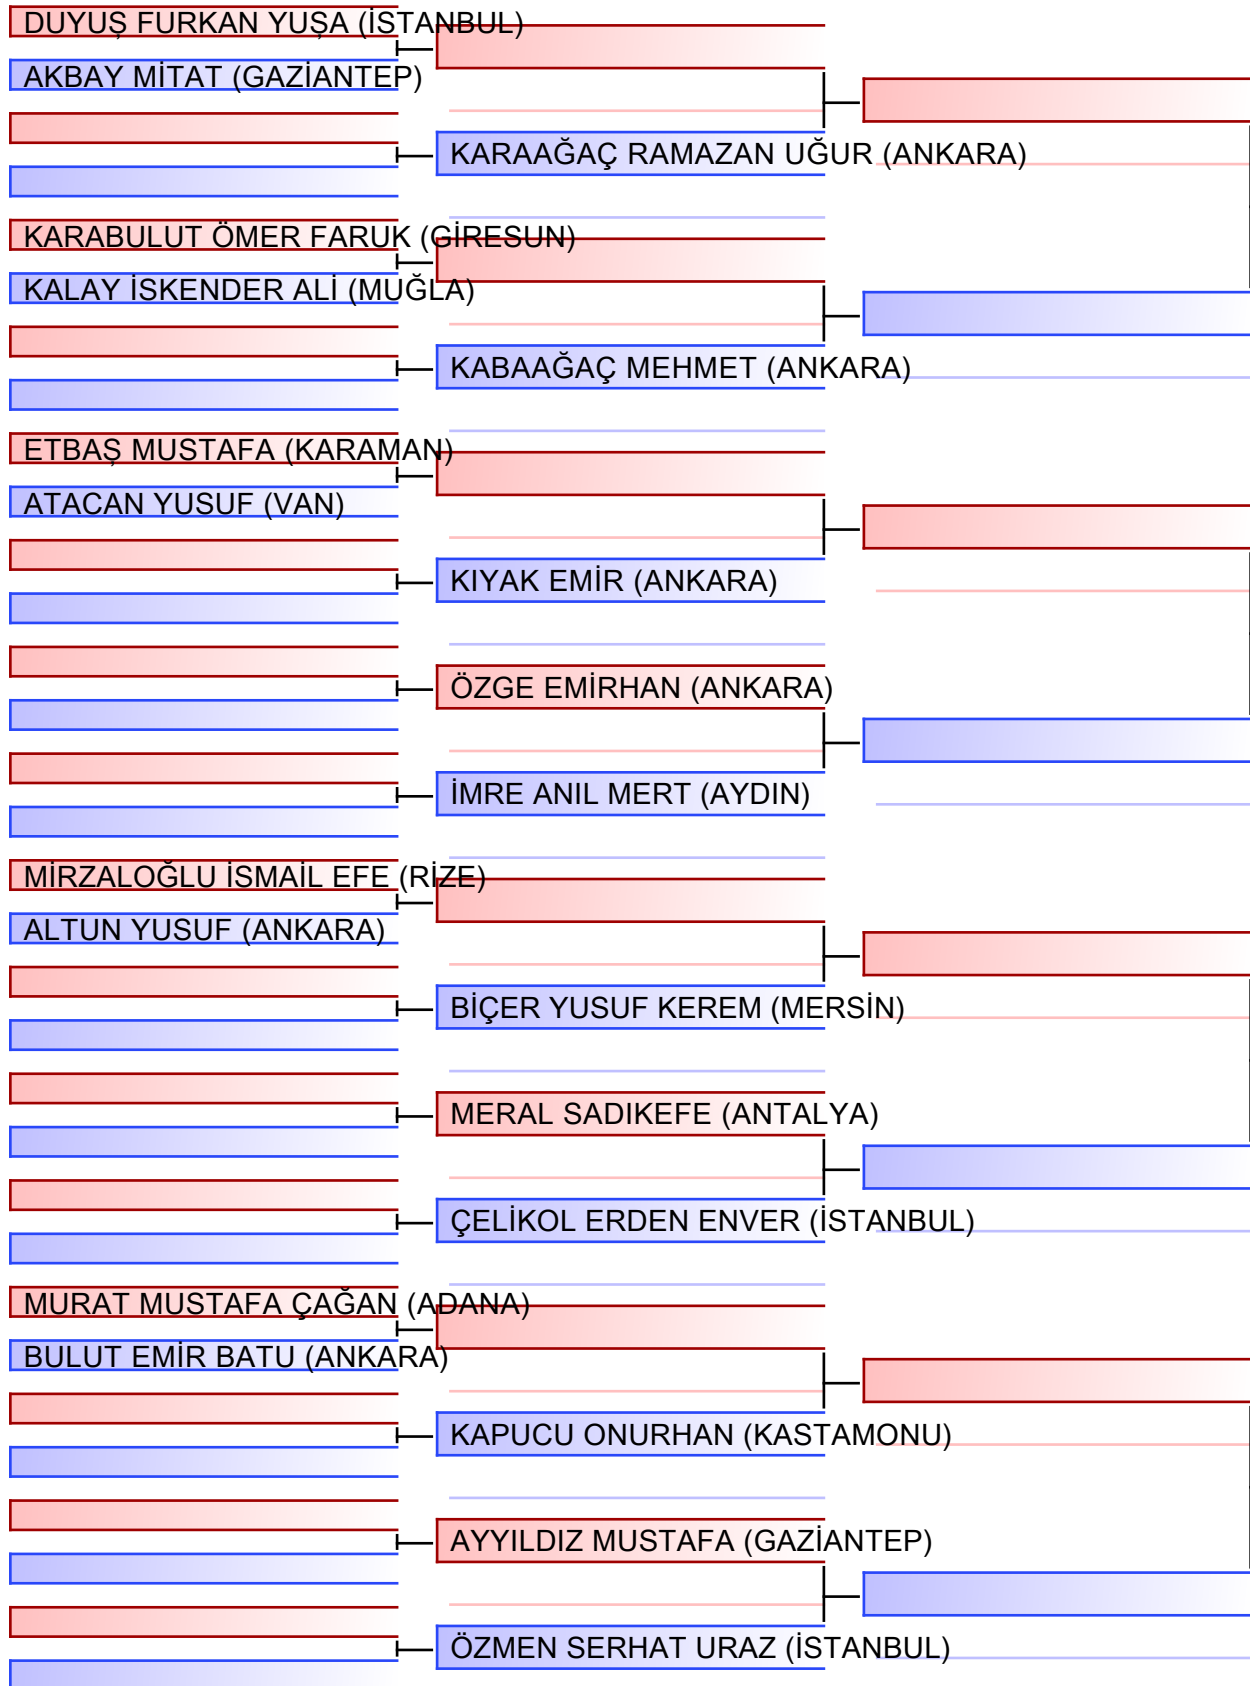 DUYUŞ FURKAN YUŞA (İSTANBUL)
AKBAY MİTAT (GAZİANTEP)
KARAAĞAÇ RAMAZAN UĞUR (ANKARA)
KARABULUT ÖMER FARUK (GİRESUN)
KALAY İSKENDER ALİ (MUĞLA)
KABAAĞAÇ MEHMET (ANKARA)
ETBAŞ MUSTAFA (KARAMAN)
ATACAN YUSUF (VAN)
KIYAK EMİR (ANKARA)
ÖZGE EMİRHAN (ANKARA)
İMRE ANIL MERT (AYDIN)
MİRZALOĞLU İSMAİL EFE (RİZE)
ALTUN YUSUF (ANKARA)
BİÇER YUSUF KEREM (MERSİN)
MERAL SADIKEFE (ANTALYA)
ÇELİKOL ERDEN ENVER (İSTANBUL)
MURAT MUSTAFA ÇAĞAN (ADANA)
BULUT EMİR BATU (ANKARA)
KAPUCU ONURHAN (KASTAMONU)
AYYILDIZ MUSTAFA (GAZİANTEP)
ÖZMEN SERHAT URAZ (İSTANBUL)